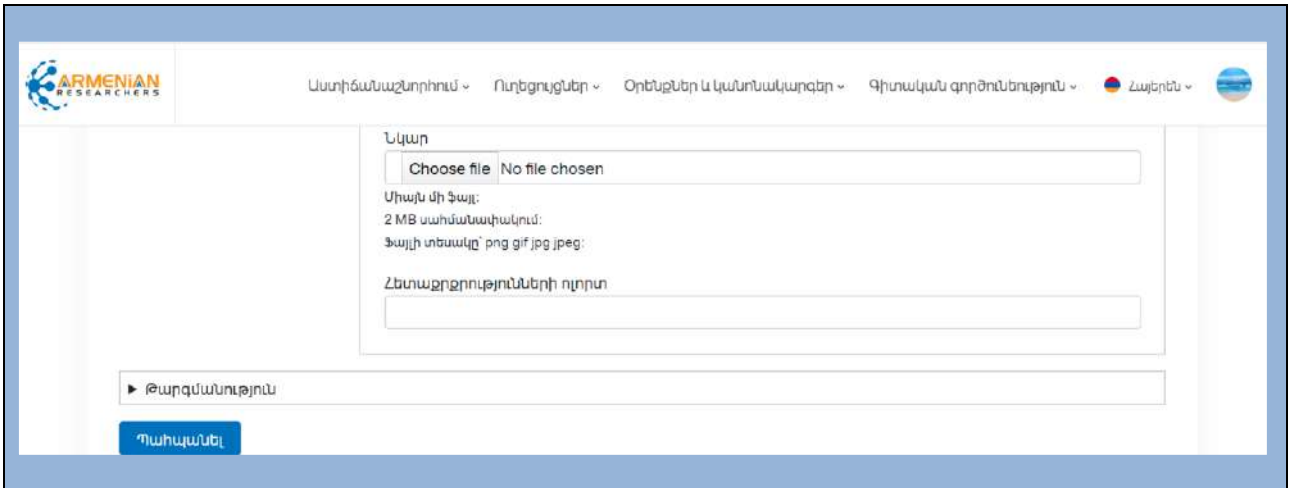 ARMENiAN
RESEARCHERS
Աստիճանաշնորհում Ուղեցույցներ Օրենքներ և կանոնակարգեր Գիտական գործունեություն Հայերեն
Նկար
Choose file No file chosen
Միայն մի ֆայլ:
2 MB սահմանափակում:
Ֆայլի տեսակը՝ png gif jpg jpeg:
Հետաքրքրությունների ոլորտ
Թարգմանություն
Պահպանել